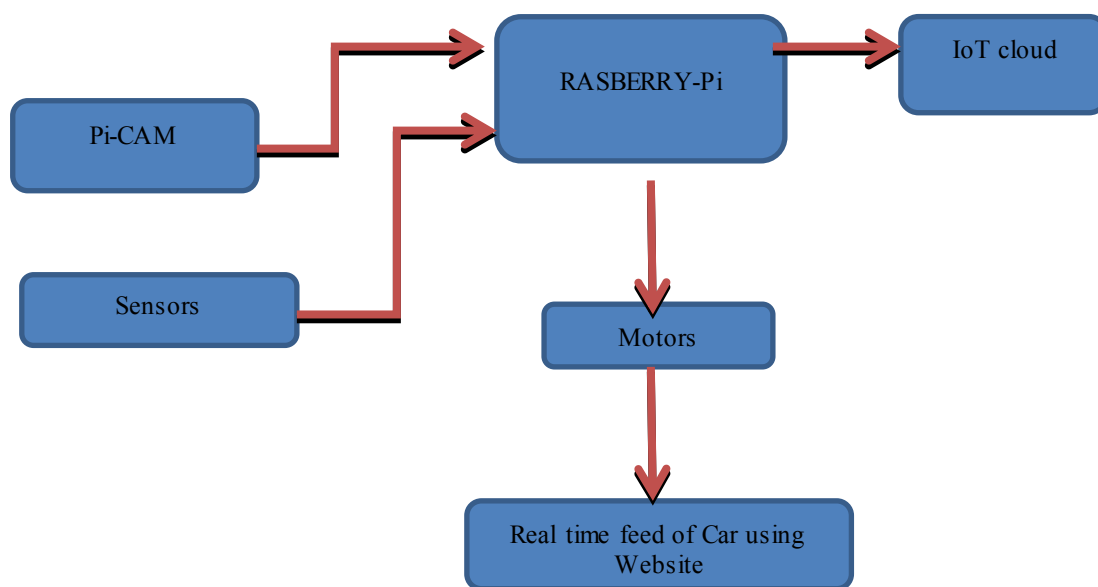 RASBERRY-Pi
IoT cloud
Pi-CAM
Sensors
Motors
Real time feed of Car using
Website